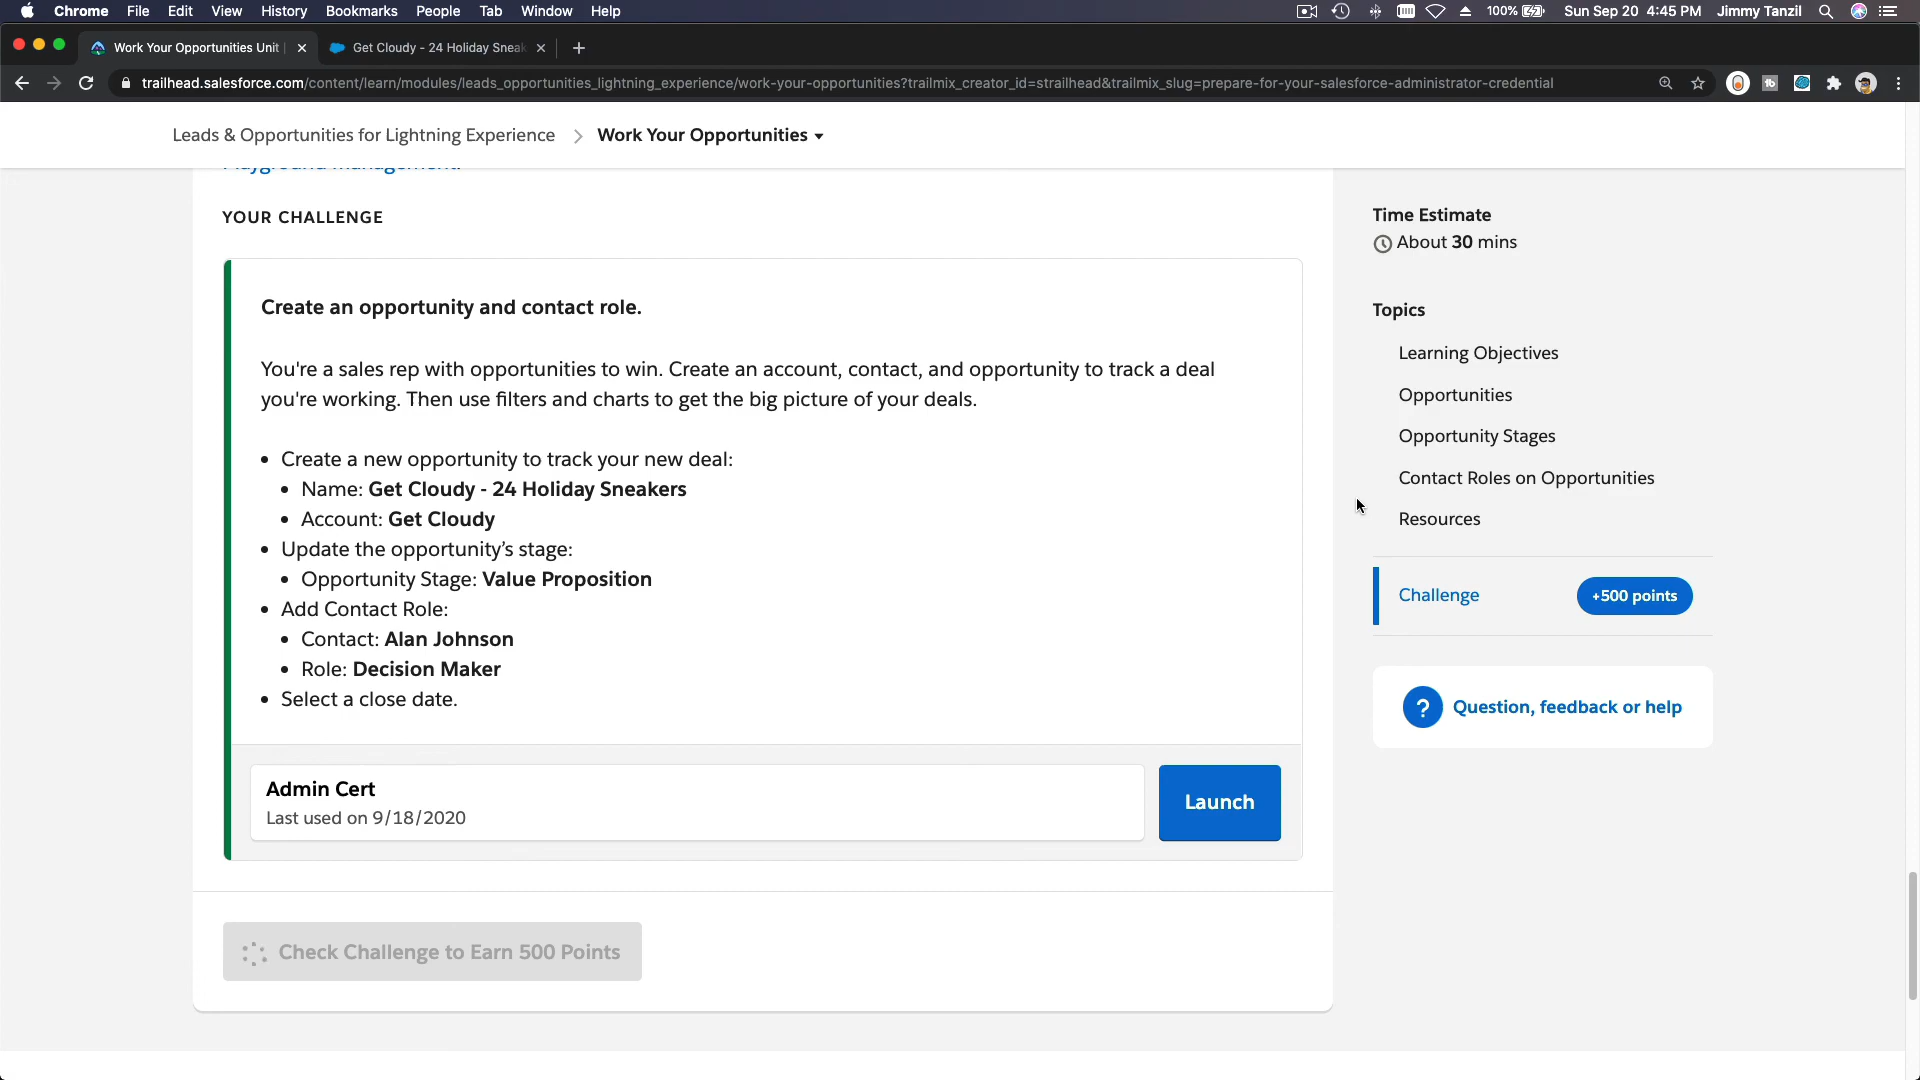 Chrome File Edit View History Bookmarks People Tab Window Help 100% Sun Sep 20 4:45 PM Jimmy Tanzil
Work Your Opportunities Unit Get Cloudy - 24 Holiday Sneak
trailhead.salesforce.com/content/learn/modules/leads_opportunities_lightning_experience/work-your-opportunities?trailmix_creator_id=strailhead&trailmix_slug=prepare-for-your-salesforce-administrator-credential
Leads & Opportunities for Lightning Experience Work Your Opportunities
YOUR CHALLENGE
Create an opportunity and contact role.
You're a sales rep with opportunities to win. Create an account, contact, and opportunity to track a deal
you're working. Then use filters and charts to get the big picture of your deals.
• Create a new opportunity to track your new deal:
• Name: Get Cloudy - 24 Holiday Sneakers
• Account: Get Cloudy
• Update the opportunity’s stage:
• Opportunity Stage: Value Proposition
• Add Contact Role:
• Contact: Alan Johnson
• Role: Decision Maker
• Select a close date.
Admin Cert
Last used on 9/18/2020
Launch
Check Challenge to Earn 500 Points
Time Estimate
About 30 mins
Topics
Learning Objectives
Opportunities
Opportunity Stages
Contact Roles on Opportunities
Resources
Challenge +500 points
? Question, feedback or help